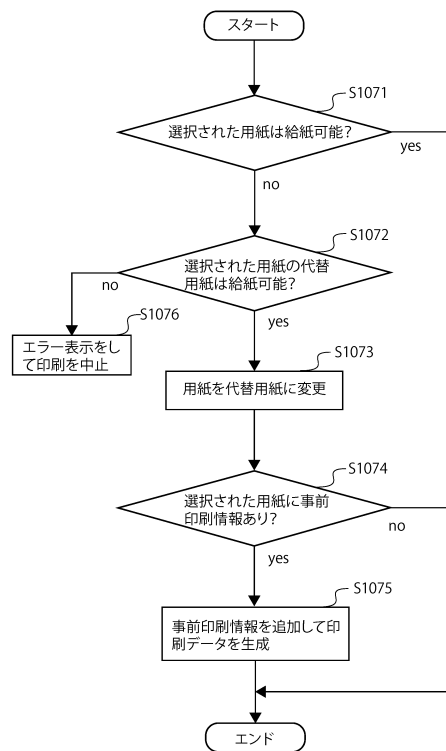 スタート
S1071
選択された用紙は給紙可能?
yes
no
S1072
選択された用紙の代替
用紙は給紙可能?
no
yes
S1076
エラー表示をし
て印刷を中止
S1073
用紙を代替用紙に変更
S1074
選択された用紙に事前
印刷情報あり?
no
yes
S1075
事前印刷情報を追加して印
刷データを生成
エンド